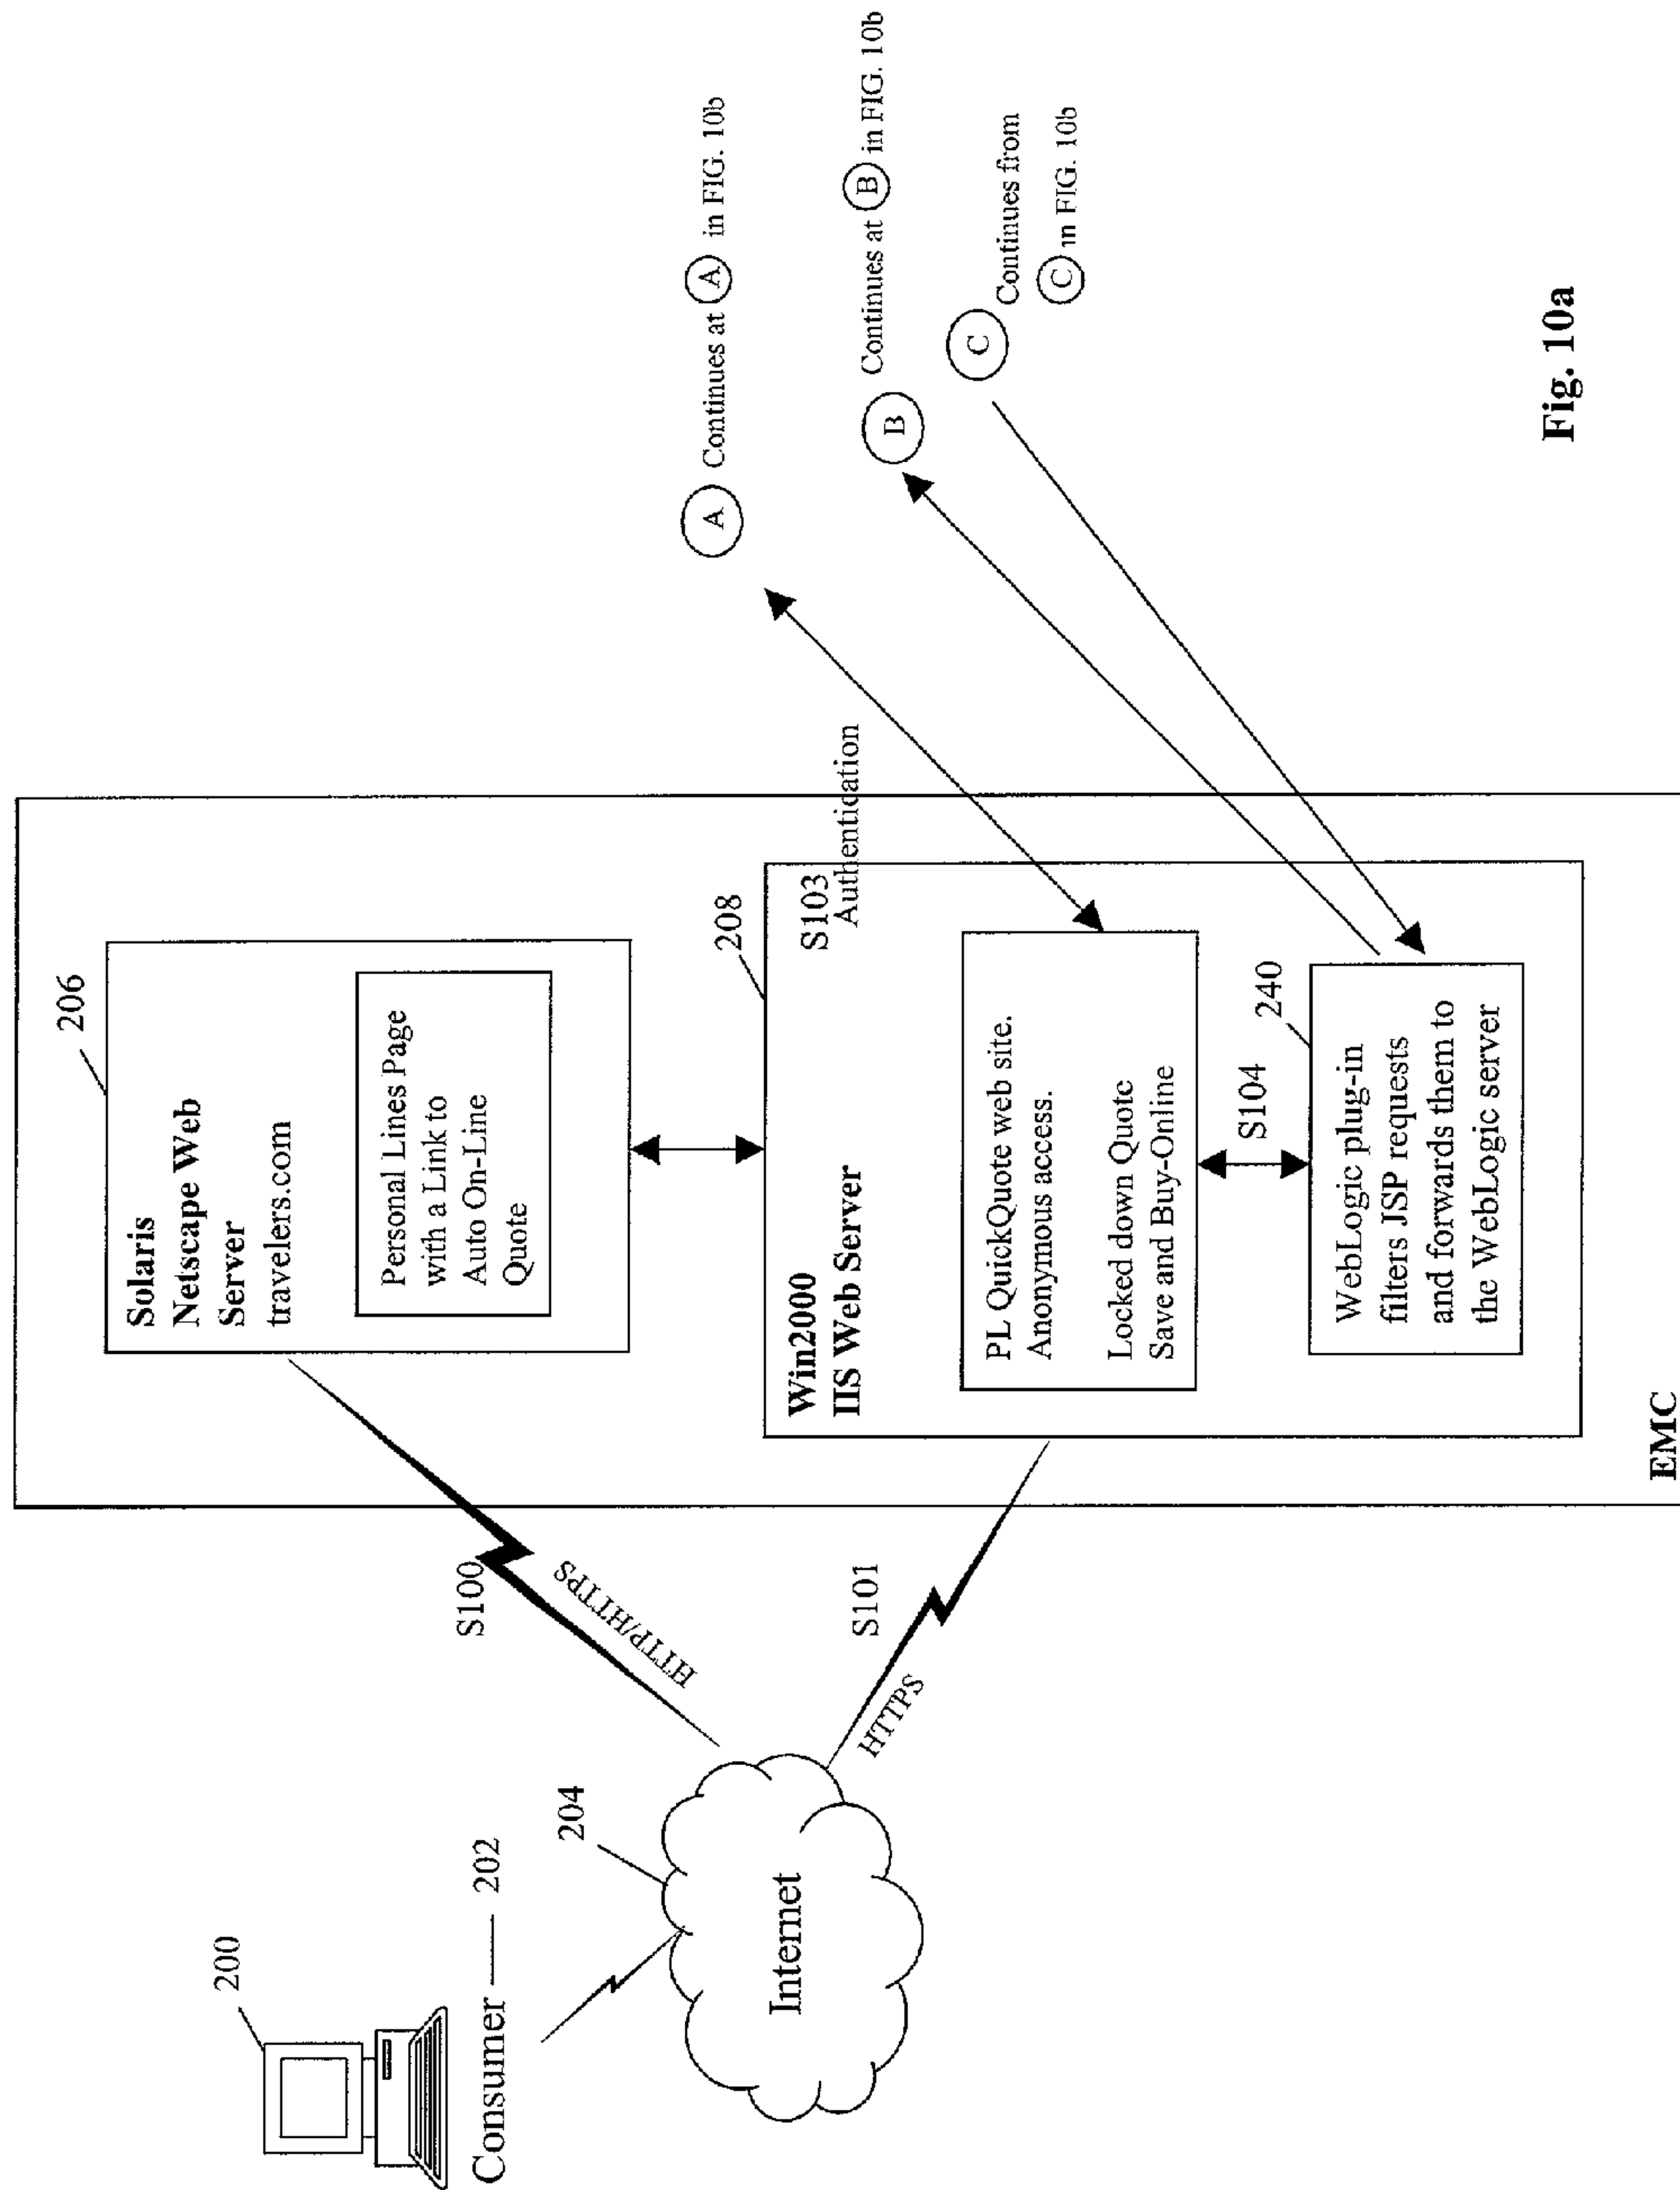 200
Consumer — 202
204
Internet
S100
HTTP/HTTPS
S101
HTTPS
206
Solaris
Netscape Web
Server
travelers.com
Personal Lines Page
with a Link to
Auto On-Line
Quote
208
Win2000
IIS Web Server
S103
Authentication
PL QuickQuote web site.
Anonymous access.
Locked down Quote
Save and Buy-Online
S104
240
WebLogic plug-in
filters JSP requests
and forwards them to
the WebLogic server
EMC
A Continues at A in FIG. 10b
B Continues at B in FIG. 10b
C Continues from
C in FIG. 10b
Fig. 10a